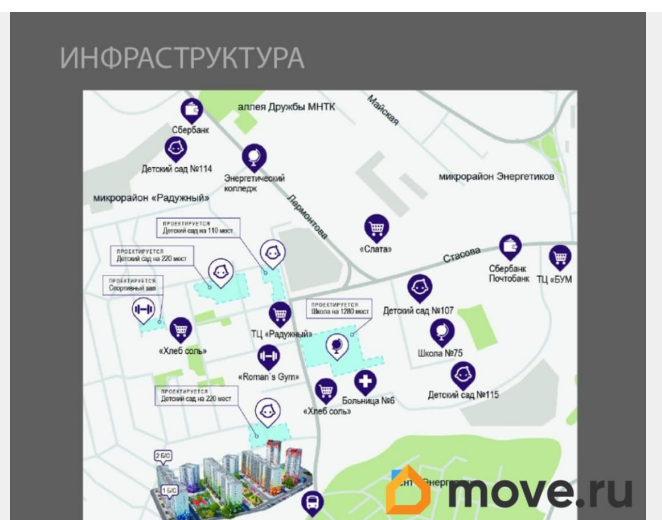 ИНФРАСТРУКТУРА
аллея Дружбы МНТК
Майская
Сбербанк
Детский сад №114
Энергетический
колледж
микрорайон Энергетиков
микрорайон «Радужный»
Лермонтова
ПРОЕКТИРУЕТСЯ
Детский сад на 110 мест
«Слата»
Стасова
ПРОЕКТИРУЕТСЯ
Детский сад на 220 мест
Сбербанк
Почтобанк
ТЦ «БУМ
ПРОЕКТИРУЕТСЯ
Спортивный зал
ПРОЕКТИРУЕТСЯ
Школа на 1280 мест
Детский сад №107
ТЦ «Радужный»
«Хлеб соль»
Школа №75
«Roman`s Gym»
Больница №6
Детский сад №115
«Хлеб соль»
ПРОЕКТИРУЕТСЯ
Детский сад на 220 мест
2 Б/С
1 Б/С
move.ru